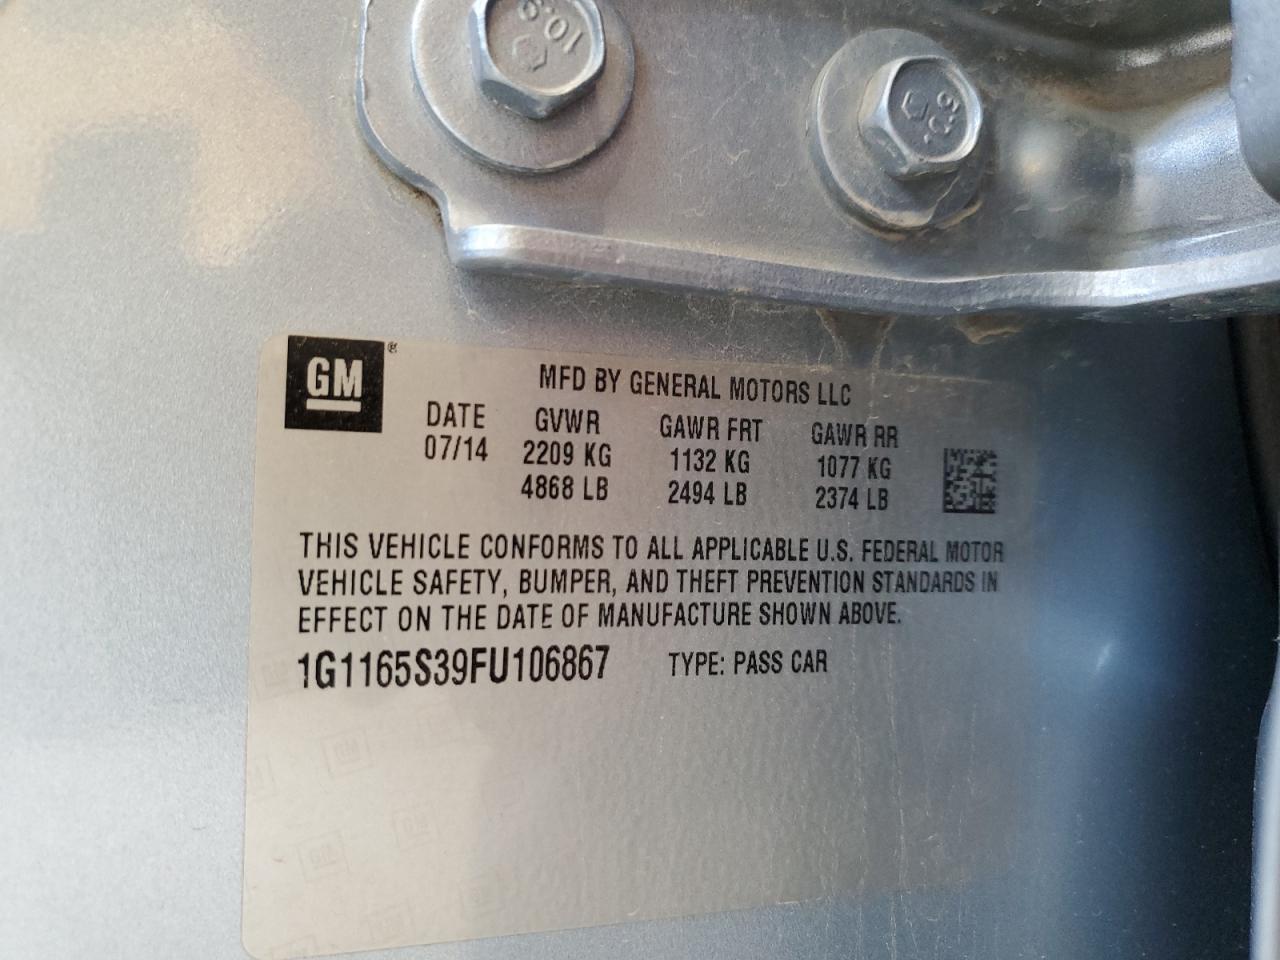 10.9
GM®
MFD BY GENERAL MOTORS LLC
DATE GVWR GAWR FRT GAWR RR
07/14 2209 KG 1132 KG 1077 KG
4868 LB 2494 LB 2374 LB
THIS VEHICLE CONFORMS TO ALL APPLICABLE U.S. FEDERAL MOTOR
VEHICLE SAFETY, BUMPER, AND THEFT PREVENTION STANDARDS IN
EFFECT ON THE DATE OF MANUFACTURE SHOWN ABOVE.
1G1165S39FU106867 TYPE: PASS CAR